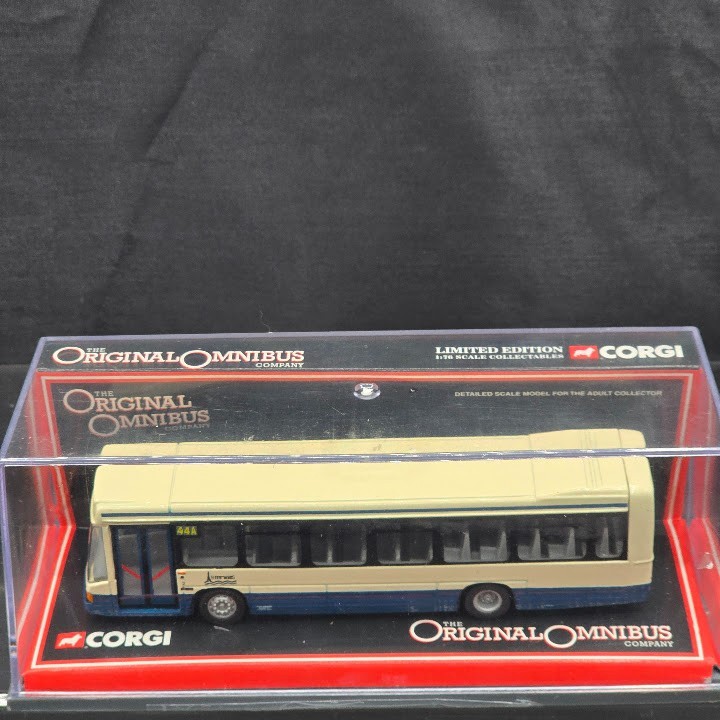 THE
ORIGINAL OMNIBUS
COMPANY
LIMITED EDITION
1:76 SCALE COLLECTABLES
CORGI
THE
ORIGINAL
OMNIBUS
COMPANY
DETAILED SCALE MODEL FOR THE ADULT COLLECTOR
44A
CORGI
THE
ORIGINAL OMNIBUS
COMPANY